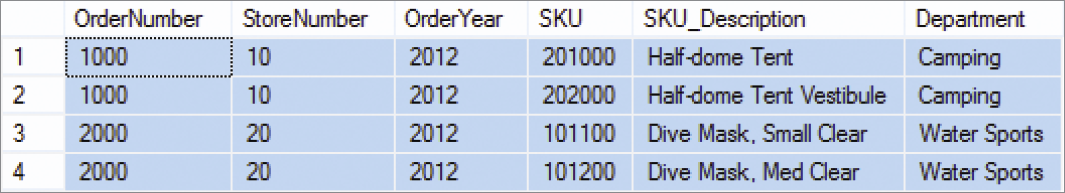 OrderNumber StoreNumber OrderYear SKU SKU_Description Department
1 1000 10 2012 201000 Half-dome Tent Camping
2 1000 10 2012 202000 Half-dome Tent Vestibule Camping
3 2000 20 2012 101100 Dive Mask, Small Clear Water Sports
4 2000 20 2012 101200 Dive Mask, Med Clear Water Sports